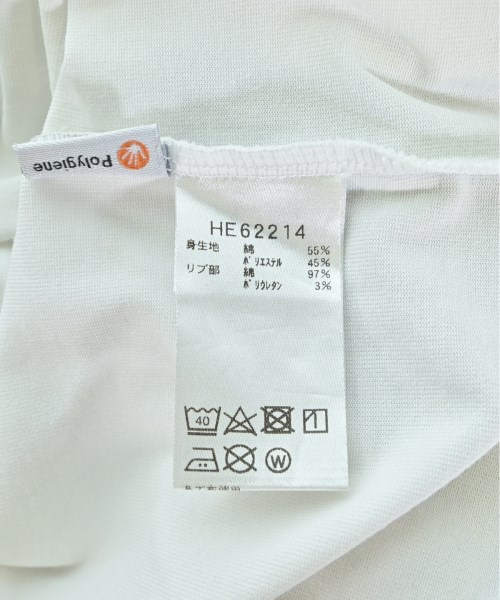 Polygiene
HE62214
身生地 綿 55%
ポリエステル 45%
リブ部 綿 97%
ポリウレタン 3%
40
W